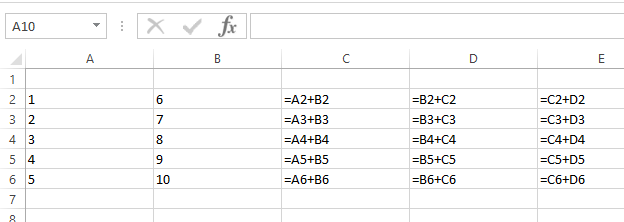 A10 fx
A B C D E
1
2 1 6 =A2+B2 =B2+C2 =C2+D2
3 2 7 =A3+B3 =B3+C3 =C3+D3
4 3 8 =A4+B4 =B4+C4 =C4+D4
5 4 9 =A5+B5 =B5+C5 =C5+D5
6 5 10 =A6+B6 =B6+C6 =C6+D6
7
8